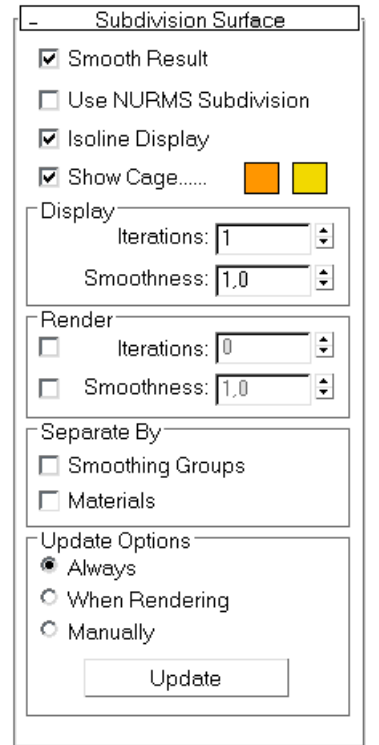 - Subdivision Surface
Smooth Result
Use NURMS Subdivision
Isoline Display
Show Cage......
Display
Iterations: 1
Smoothness: 1,0
Render
Iterations: 0
Smoothness: 1,0
Separate By
Smoothing Groups
Materials
Update Options
Always
When Rendering
Manually
Update